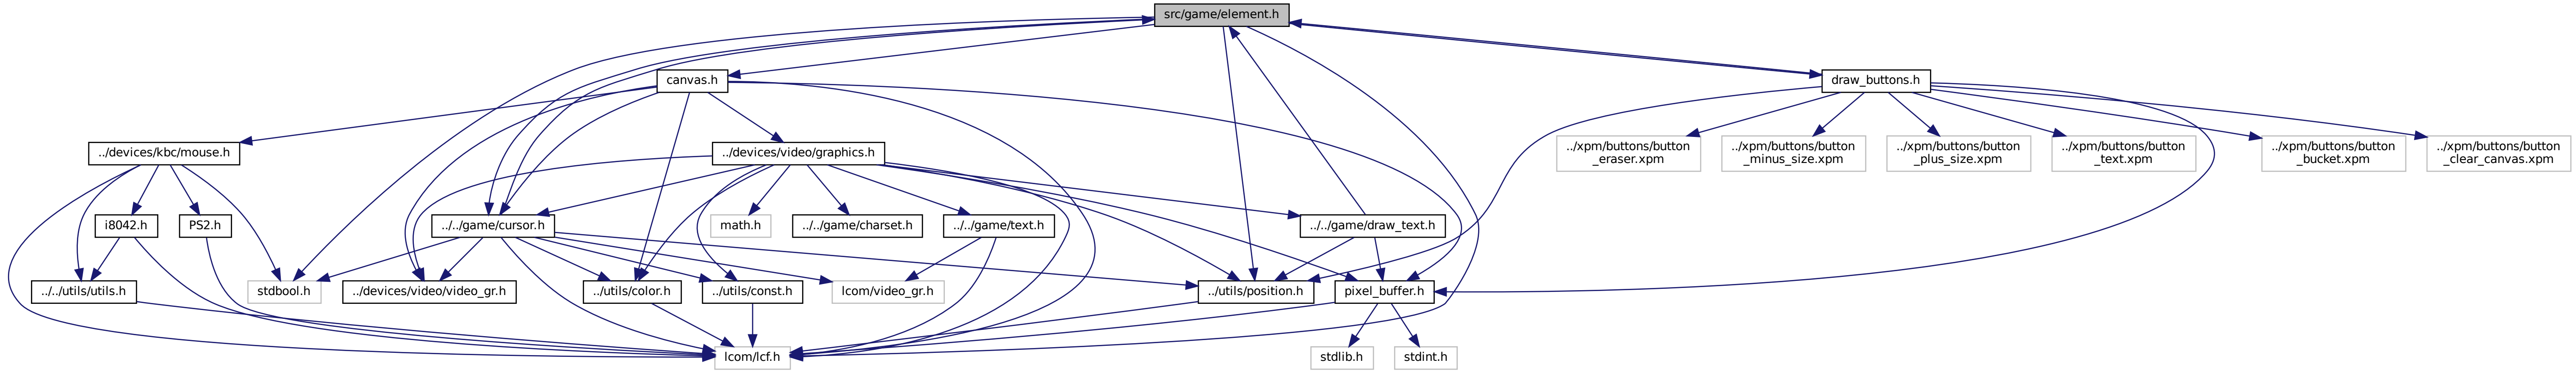 src/game/element.h
canvas.h
draw_buttons.h
../devices/kbc/mouse.h
../devices/video/graphics.h
../xpm/buttons/button
_eraser.xpm
../xpm/buttons/button
_minus_size.xpm
../xpm/buttons/button
_plus_size.xpm
../xpm/buttons/button
_text.xpm
../xpm/buttons/button
_bucket.xpm
../xpm/buttons/button
_clear_canvas.xpm
i8042.h
PS2.h
../../game/cursor.h
math.h
../../game/charset.h
../../game/text.h
../../game/draw_text.h
../../utils/utils.h
stdbool.h
../devices/video/video_gr.h
../utils/color.h
../utils/const.h
lcom/video_gr.h
../utils/position.h
pixel_buffer.h
lcom/lcf.h
stdlib.h
stdint.h